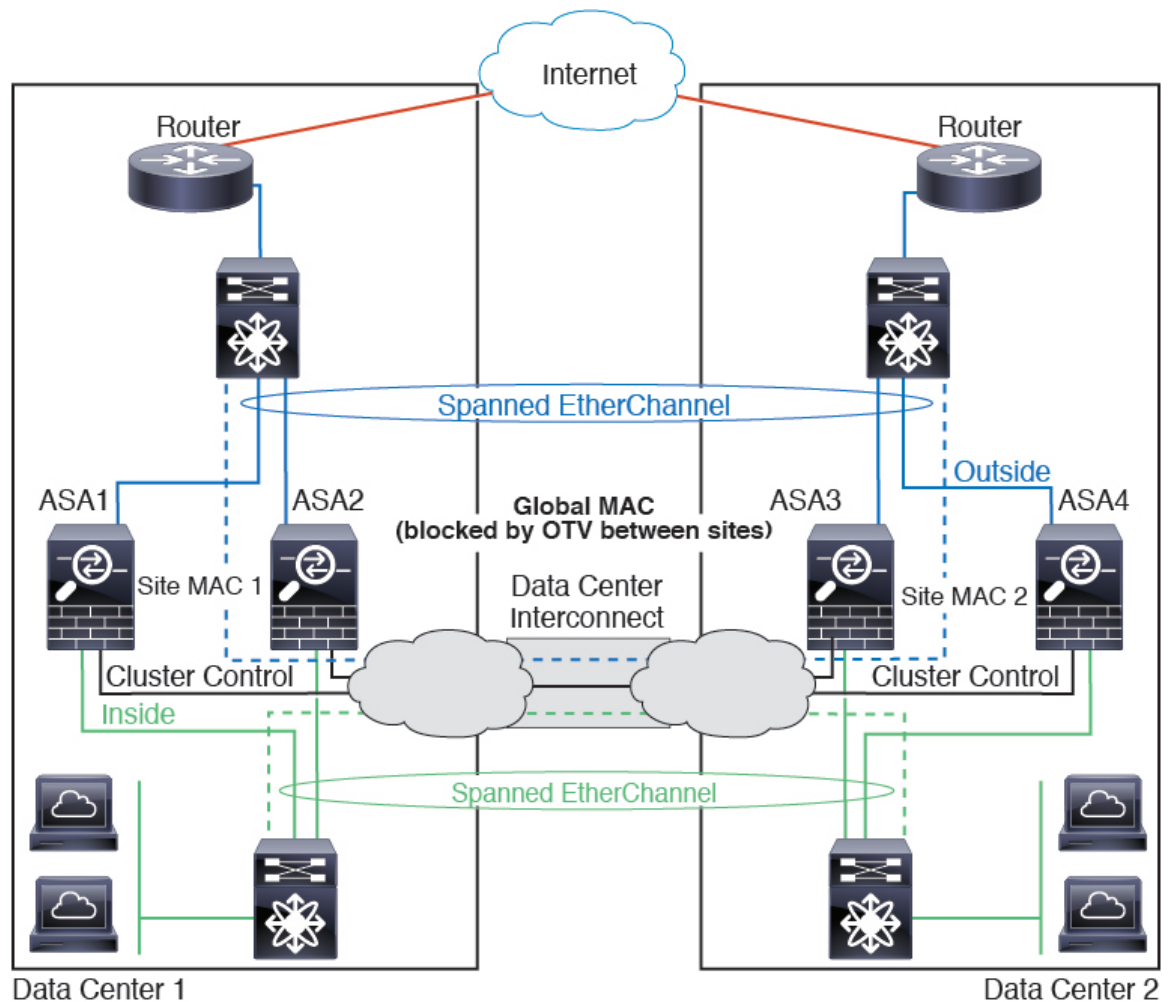 Internet
Router
Router
Spanned EtherChannel
Outside
ASA1
ASA2
Global MAC
(blocked by OTV between sites)
ASA3
ASA4
Site MAC 1
Data Center
Interconnect
Site MAC 2
Cluster Control
Cluster Control
Inside
Spanned EtherChannel
Data Center 1
Data Center 2